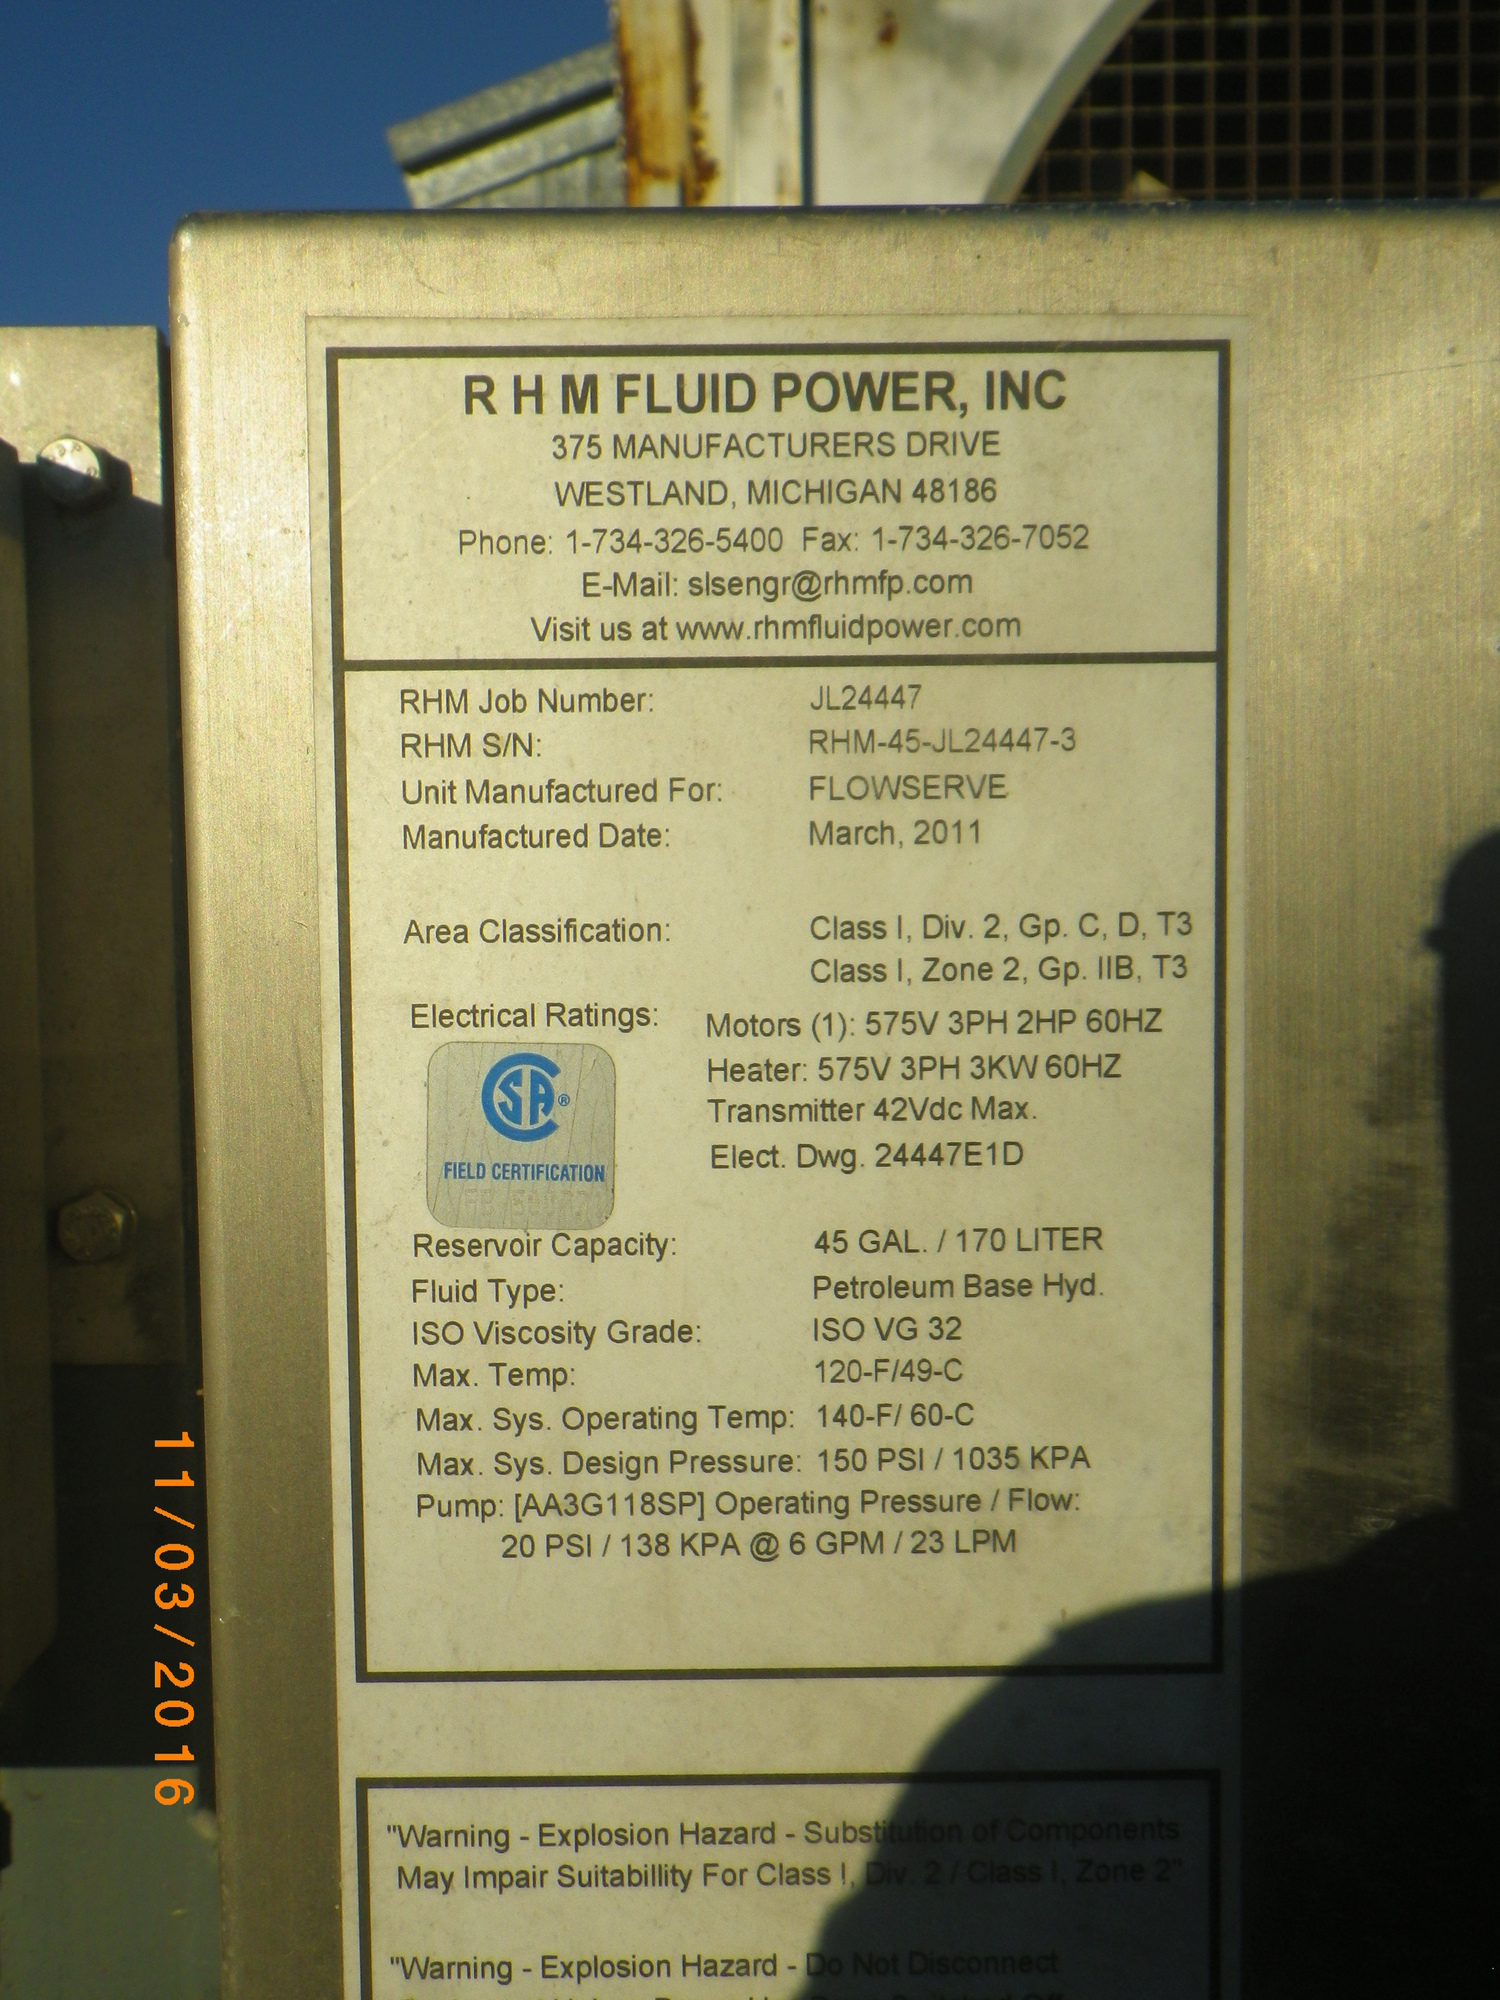 R H M FLUID POWER, INC
375 MANUFACTURERS DRIVE
WESTLAND, MICHIGAN 48186
Phone: 1-734-326-5400 Fax: 1-734-326-7052
E-Mail: slsengr@rhmfp.com
Visit us at www.rhmfluidpower.com
RHM Job Number: JL24447
RHM S/N: RHM-45-JL24447-3
Unit Manufactured For: FLOWSERVE
Manufactured Date: March, 2011
Area Classification: Class I, Div. 2, Gp. C, D, T3
Class I, Zone 2, Gp. IIB, T3
Electrical Ratings: Motors (1): 575V 3PH 2HP 60HZ
Heater: 575V 3PH 3KW 60HZ
Transmitter 42Vdc Max.
Elect. Dwg. 24447E1D
CSA®
FIELD CERTIFICATION
Reservoir Capacity: 45 GAL. / 170 LITER
Fluid Type: Petroleum Base Hyd.
ISO Viscosity Grade: ISO VG 32
Max. Temp: 120-F/49-C
Max. Sys. Operating Temp: 140-F/ 60-C
Max. Sys. Design Pressure: 150 PSI / 1035 KPA
Pump: [AA3G118SP] Operating Pressure / Flow:
20 PSI / 138 KPA @ 6 GPM / 23 LPM
"Warning - Explosion Hazard - Substitution of Components
May Impair Suitabillity For Class I, Div. 2 / Class I, Zone 2"
"Warning - Explosion Hazard - Do Not Disconnect
11/03/2016